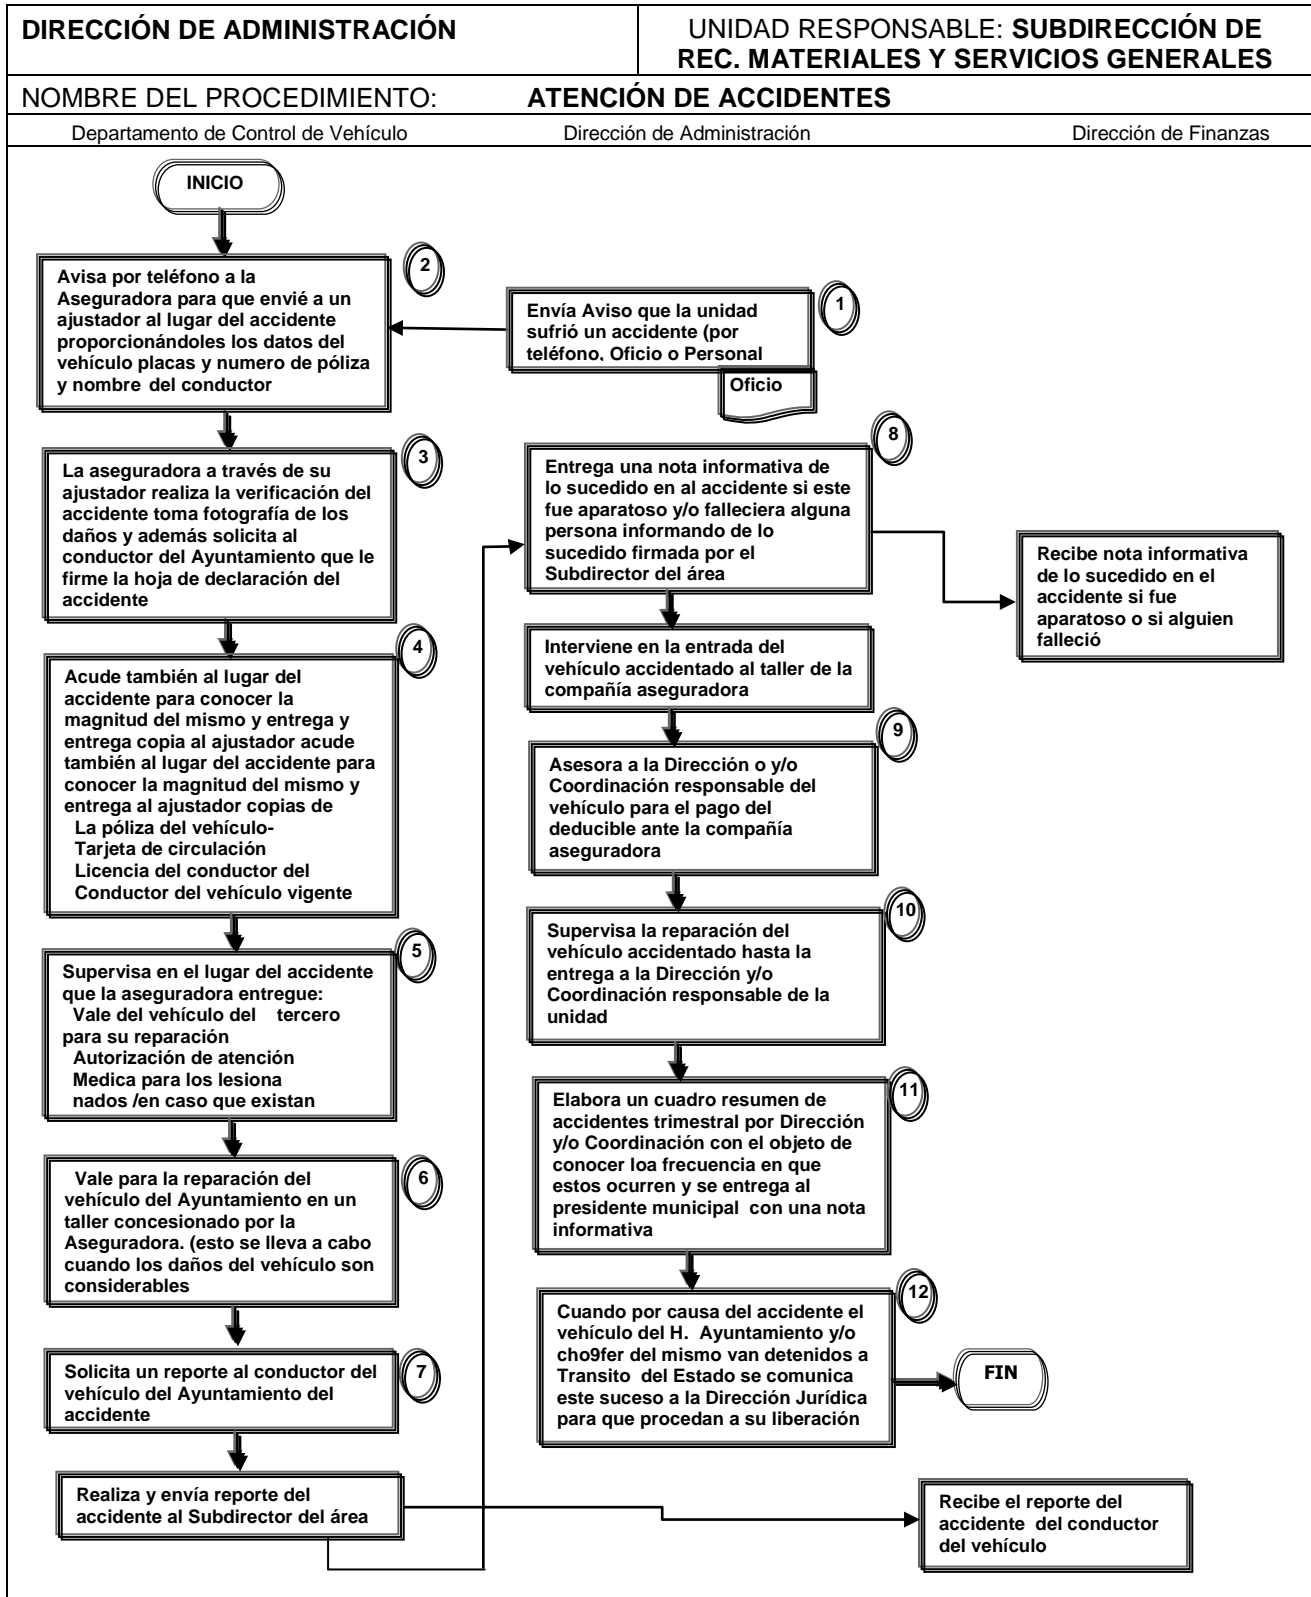 DIRECCIÓN DE ADMINISTRACIÓN
UNIDAD RESPONSABLE: SUBDIRECCIÓN DE
REC. MATERIALES Y SERVICIOS GENERALES
NOMBRE DEL PROCEDIMIENTO: ATENCIÓN DE ACCIDENTES
Departamento de Control de Vehículo
Dirección de Administración
Dirección de Finanzas
INICIO
2
Avisa por teléfono a la
Aseguradora para que envié a un
ajustador al lugar del accidente
proporcionándoles los datos del
vehículo placas y numero de póliza
y nombre del conductor
1
Envía Aviso que la unidad
sufrió un accidente (por
teléfono, Oficio o Personal
Oficio
3
La aseguradora a través de su
ajustador realiza la verificación del
accidente toma fotografía de los
daños y además solicita al
conductor del Ayuntamiento que le
firme la hoja de declaración del
accidente
4
Acude también al lugar del
accidente para conocer la
magnitud del mismo y entrega y
entrega copia al ajustador acude
también al lugar del accidente para
conocer la magnitud del mismo y
entrega al ajustador copias de
La póliza del vehículo-
Tarjeta de circulación
Licencia del conductor del
Conductor del vehículo vigente
5
Supervisa en el lugar del accidente
que la aseguradora entregue:
Vale del vehículo del tercero
para su reparación
Autorización de atención
Medica para los lesiona
nados /en caso que existan
6
Vale para la reparación del
vehículo del Ayuntamiento en un
taller concesionado por la
Aseguradora. (esto se lleva a cabo
cuando los daños del vehículo son
considerables
7
Solicita un reporte al conductor del
vehículo del Ayuntamiento del
accidente
Realiza y envía reporte del
accidente al Subdirector del área
8
Entrega una nota informativa de
lo sucedido en al accidente si este
fue aparatoso y/o falleciera alguna
persona informando de lo
sucedido firmada por el
Subdirector del área
Recibe nota informativa
de lo sucedido en el
accidente si fue
aparatoso o si alguien
falleció
Interviene en la entrada del
vehículo accidentado al taller de la
compañía aseguradora
9
Asesora a la Dirección o y/o
Coordinación responsable del
vehículo para el pago del
deducible ante la compañía
aseguradora
10
Supervisa la reparación del
vehículo accidentado hasta la
entrega a la Dirección y/o
Coordinación responsable de la
unidad
11
Elabora un cuadro resumen de
accidentes trimestral por Dirección
y/o Coordinación con el objeto de
conocer loa frecuencia en que
estos ocurren y se entrega al
presidente municipal con una nota
informativa
12
Cuando por causa del accidente el
vehículo del H. Ayuntamiento y/o
cho9fer del mismo van detenidos a
Transito del Estado se comunica
este suceso a la Dirección Jurídica
para que procedan a su liberación
FIN
Recibe el reporte del
accidente del conductor
del vehículo